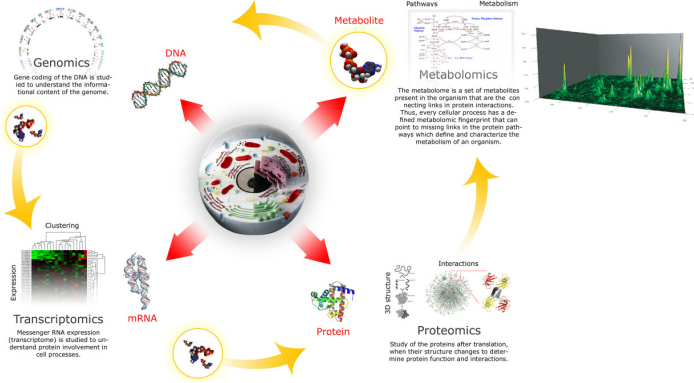 Genomics
Gene coding of the DNA is stud-
ied to understand the informa-
tional content of the genome.
DNA
Metabolite
Pathways
Metabolism
Metabolomics
The metabolome is a set of metabolites
present in the organism that are the con
necting links in protein interactions.
Thus, every cellular process has a de-
fined metabolomic fingerprint that can
point to missing links in the protein path-
ways which define and characterize the
metabolism of an organism.
Clustering
Expression
Transcriptomics
Messenger RNA expression
(transcriptome) is studied to un-
derstand protein involvement in
cell processes.
mRNA
Protein
Interactions
3D structure
Proteomics
Study of the proteins after translation,
when their structure changes to deter-
mine protein function and interactions.